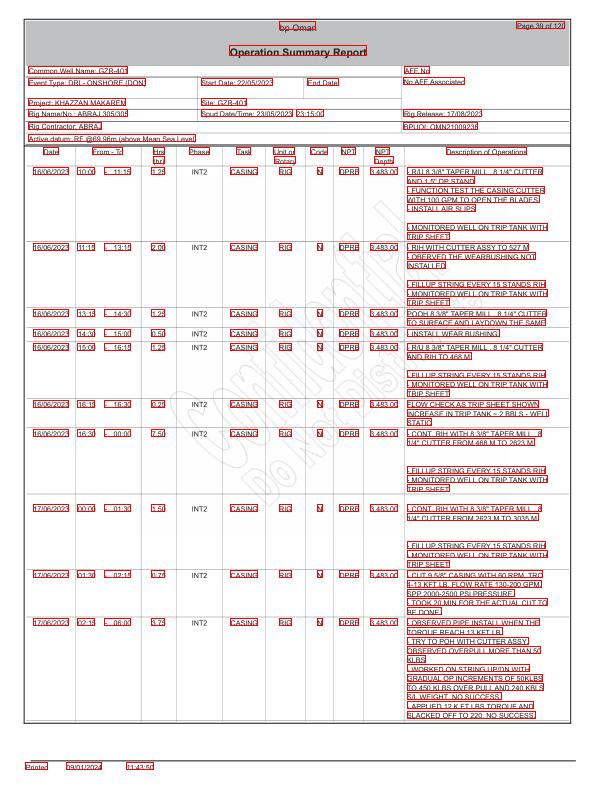 bp Oman
Page 39 of 120
Operation Summary Report
Common Well Name: GZR-401
AFE No
Event Type: DRL- ONSHORE (DON)
Start Date: 22/05/2023
End Date:
No AFE Associated
Project: KHAZZAN MAKAREM
Site: GZR-401
Rig Name/No.: ABRAJ 305/305
Spud Date/Time: 23/05/2023 23:15:00
Rig Release: 17/08/2023
Rig Contractor: ABRAJ
BPUOI: OMN21009236
Active datum: RF @69.96m (above Mean Sea Level)
Date From - To Hrs Phase Task Unit or Code NPT NPT Description of Operations
(hr) Rotary Depth
16/06/2023 10:00 - 11:15 1.25 INT2 CASING RIG N DPRB 3,483.00 - R/U 8 3/8" TAPER MILL , 8 1/4" CUTTER
AND 1 5" DP STAND
- FUNCTION TEST THE CASING CUTTER
WITH 100 GPM TO OPEN THE BLADES
- INSTALL AIR SLIPS
- MONITORED WELL ON TRIP TANK WITH
TRIP SHEET
16/06/2023 11:15 - 13:15 2.00 INT2 CASING RIG N DPRB 3,483.00 - RIH WITH CUTTER ASSY TO 527 M
- OBERVED THE WEARBUSHING NOT
INSTALLED
- FILLUP STRING EVERY 15 STANDS RIH
- MONITORED WELL ON TRIP TANK WITH
TRIP SHEET
16/06/2023 13:15 - 14:30 1.25 INT2 CASING RIG N DPRB 3,483.00 POOH 8 3/8" TAPER MILL , 8 1/4" CUTTER
TO SURFACE AND LAYDOWN THE SAME
16/06/2023 14:30 - 15:00 0.50 INT2 CASING RIG N DPRB 3,483.00 - INSTALL WEAR BUSHING
16/06/2023 15:00 - 16:15 1.25 INT2 CASING RIG N DPRB 3,483.00 - R/U 8 3/8" TAPER MILL , 8 1/4" CUTTER
AND RIH TO 468 M
- FILLUP STRING EVERY 15 STANDS RIH
- MONITORED WELL ON TRIP TANK WITH
TRIP SHEET
16/06/2023 16:15 - 16:30 0.25 INT2 CASING RIG N DPRB 3,483.00 FLOW CHECK AS TRIP SHEET SHOWN
INCREASE IN TRIP TANK ~ 2 BBLS - WELL
STATIC
16/06/2023 16:30 - 00:00 7.50 INT2 CASING RIG N DPRB 3,483.00 - CONT. RIH WITH 8 3/8" TAPER MILL , 8
1/4" CUTTER FROM 468 M TO 2623 M
- FILLUP STRING EVERY 15 STANDS RIH
- MONITORED WELL ON TRIP TANK WITH
TRIP SHEET
17/06/2023 00:00 - 01:30 1.50 INT2 CASING RIG N DPRB 3,483.00 - CONT. RIH WITH 8 3/8" TAPER MILL , 8
1/4" CUTTER FROM 2623 M TO 3035 M
- FILLUP STRING EVERY 15 STANDS RIH
- MONITORED WELL ON TRIP TANK WITH
TRIP SHEET
17/06/2023 01:30 - 02:15 0.75 INT2 CASING RIG N DPRB 3,483.00 - CUT 9 5/8" CASING WITH 60 RPM, TRQ
4-13 KFT.LB, FLOW RATE 130-200 GPM,
SPP 2000-2500 PSI PRESSURE
- TOOK 20 MIN FOR THE ACTUAL CUT TO
BE DONE
17/06/2023 02:15 - 06:00 3.75 INT2 CASING RIG N DPRB 3,483.00 - OBSERVED PIPE INSTALL WHEN THE
TORQUE REACH 13 KFT.LB
- TRY TO POH WITH CUTTER ASSY,
OBSERVED OVERPULL MORE THAN 50
KLBS
- WORKED ON STRING UP/DN WITH
GRADUAL OP INCREMENTS OF 50KLBS
TO 450 KLBS OVER PULL AND 240 KBLS
S/L WEIGHT, NO SUCCESS
- APPLIED 12 K FT LBS TORQUE AND
SLACKED OFF TO 220, NO SUCCESS
Confidential
Do Not Dist
Printed 09/01/2024 11:43:50